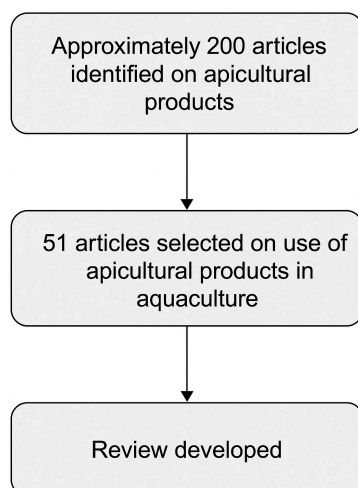 Approximately 200 articles
identified on apicultural
products
51 articles selected on use of
apicultural products in
aquaculture
Review developed